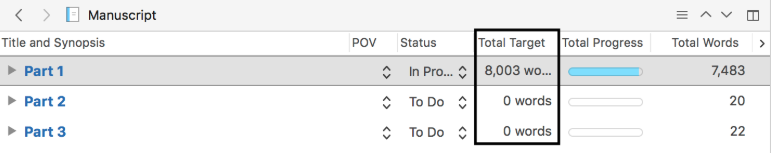 Manuscript
Title and Synopsis POV Status Total Target Total Progress Total Words
Part 1 In Pro... 8,003 wo... 7,483
Part 2 To Do 0 words 20
Part 3 To Do 0 words 22